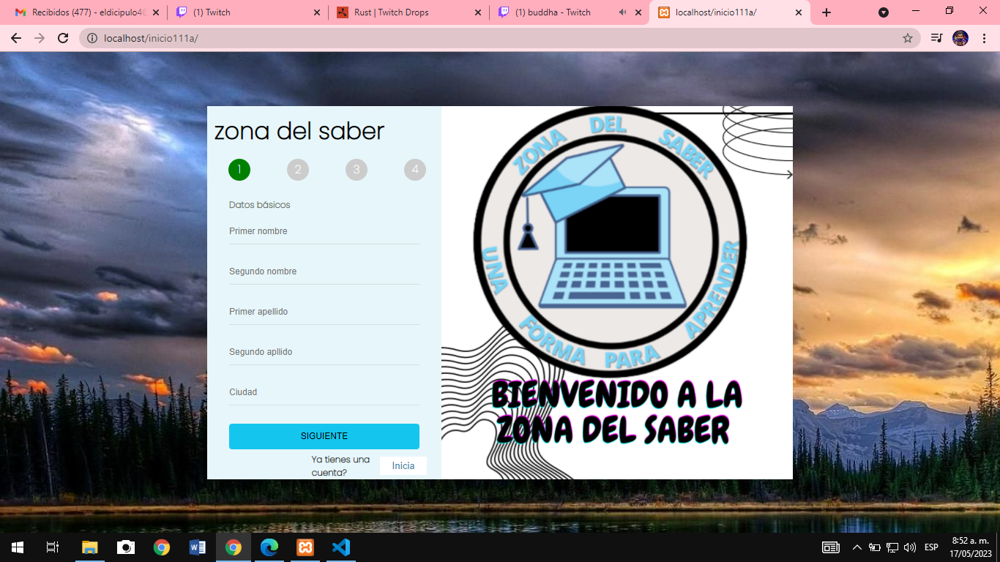 Recibidos (477) - eldicipulo4
(1) Twitch
Rust | Twitch Drops
(1) buddha - Twitch
localhost/inicio111a/
localhost/inicio111a/
zona del saber
1 2 3 4
Datos básicos
Primer nombre
Segundo nombre
Primer apellido
Segundo apllido
Ciudad
SIGUIENTE
Ya tienes una
cuenta?
Inicia
ZONA DEL SABER
UNA FORMA PARA APRENDER
BIENVENIDO A LA
ZONA DEL SABER
ESP
8:52 a. m.
17/05/2023